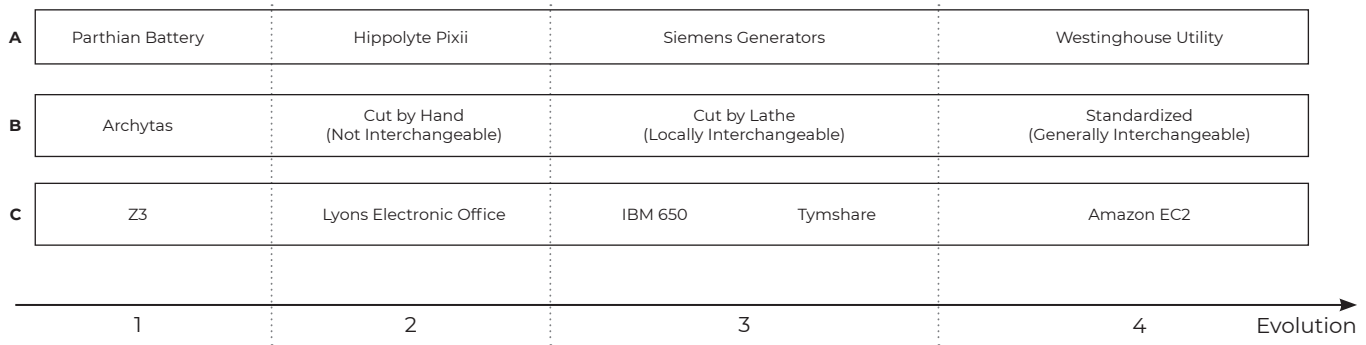 A
Parthian Battery
Hippolyte Pixii
Siemens Generators
Westinghouse Utility
B
Archytas
Cut by Hand
(Not Interchangeable)
Cut by Lathe
(Locally Interchangeable)
Standardized
(Generally Interchangeable)
C
Z3
Lyons Electronic Office
IBM 650
Tymshare
Amazon EC2
1
2
3
4
Evolution